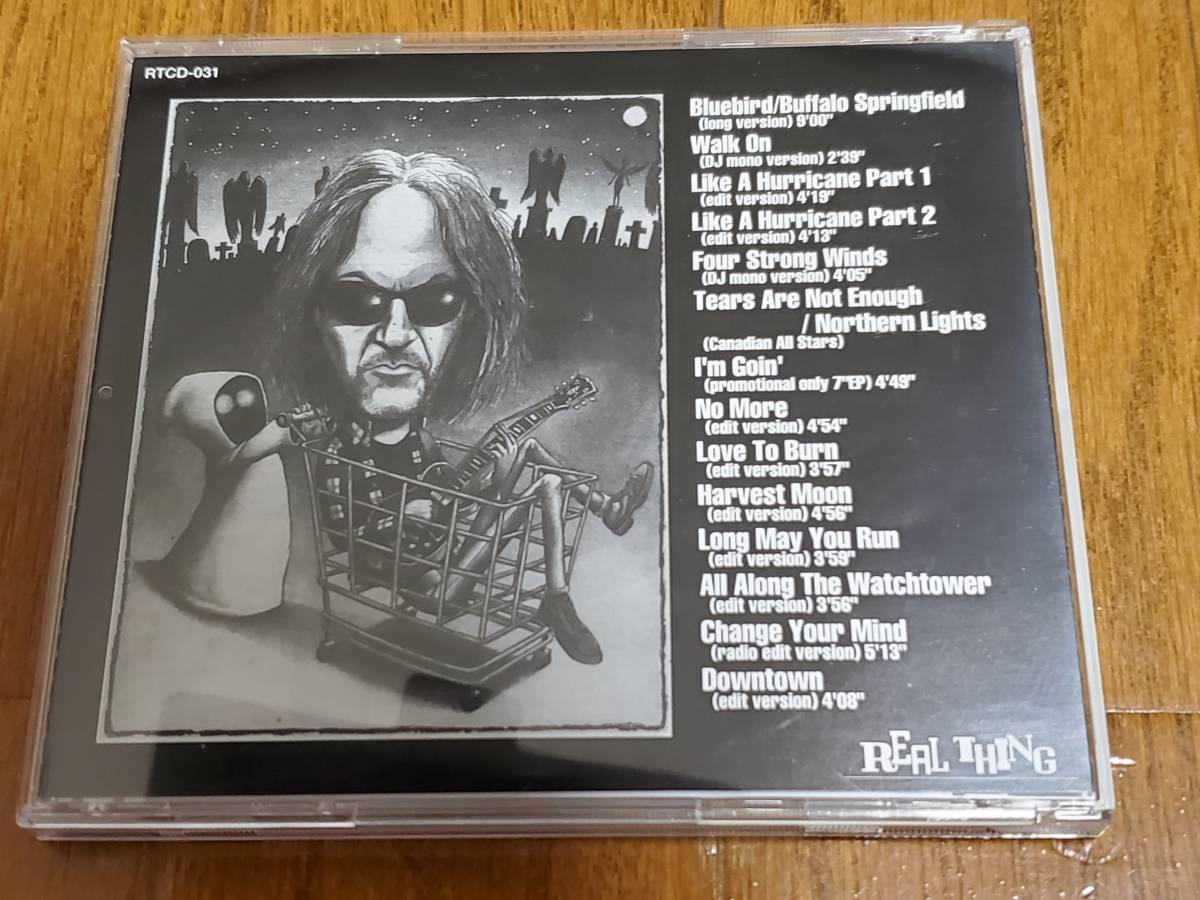 RTCD-031
Bluebird/Buffalo Springfield
(long version) 9'00"
Walk On
(DJ mono version) 2'39"
Like A Hurricane Part 1
(edit version) 4'19"
Like A Hurricane Part 2
(edit version) 4'13"
Four Strong Winds
(DJ mono version) 4'05"
Tears Are Not Enough
/ Northern Lights
(Canadian All Stars)
I'm Goin'
(promotional only 7"EP) 4'49"
No More
(edit version) 4'54"
Love To Burn
(edit version) 3'57"
Harvest Moon
(edit version) 4'56"
Long May You Run
(edit version) 3'59"
All Along The Watchtower
(edit version) 3'56"
Change Your Mind
(radio edit version) 5'13"
Downtown
(edit version) 4'08"
REAL THING